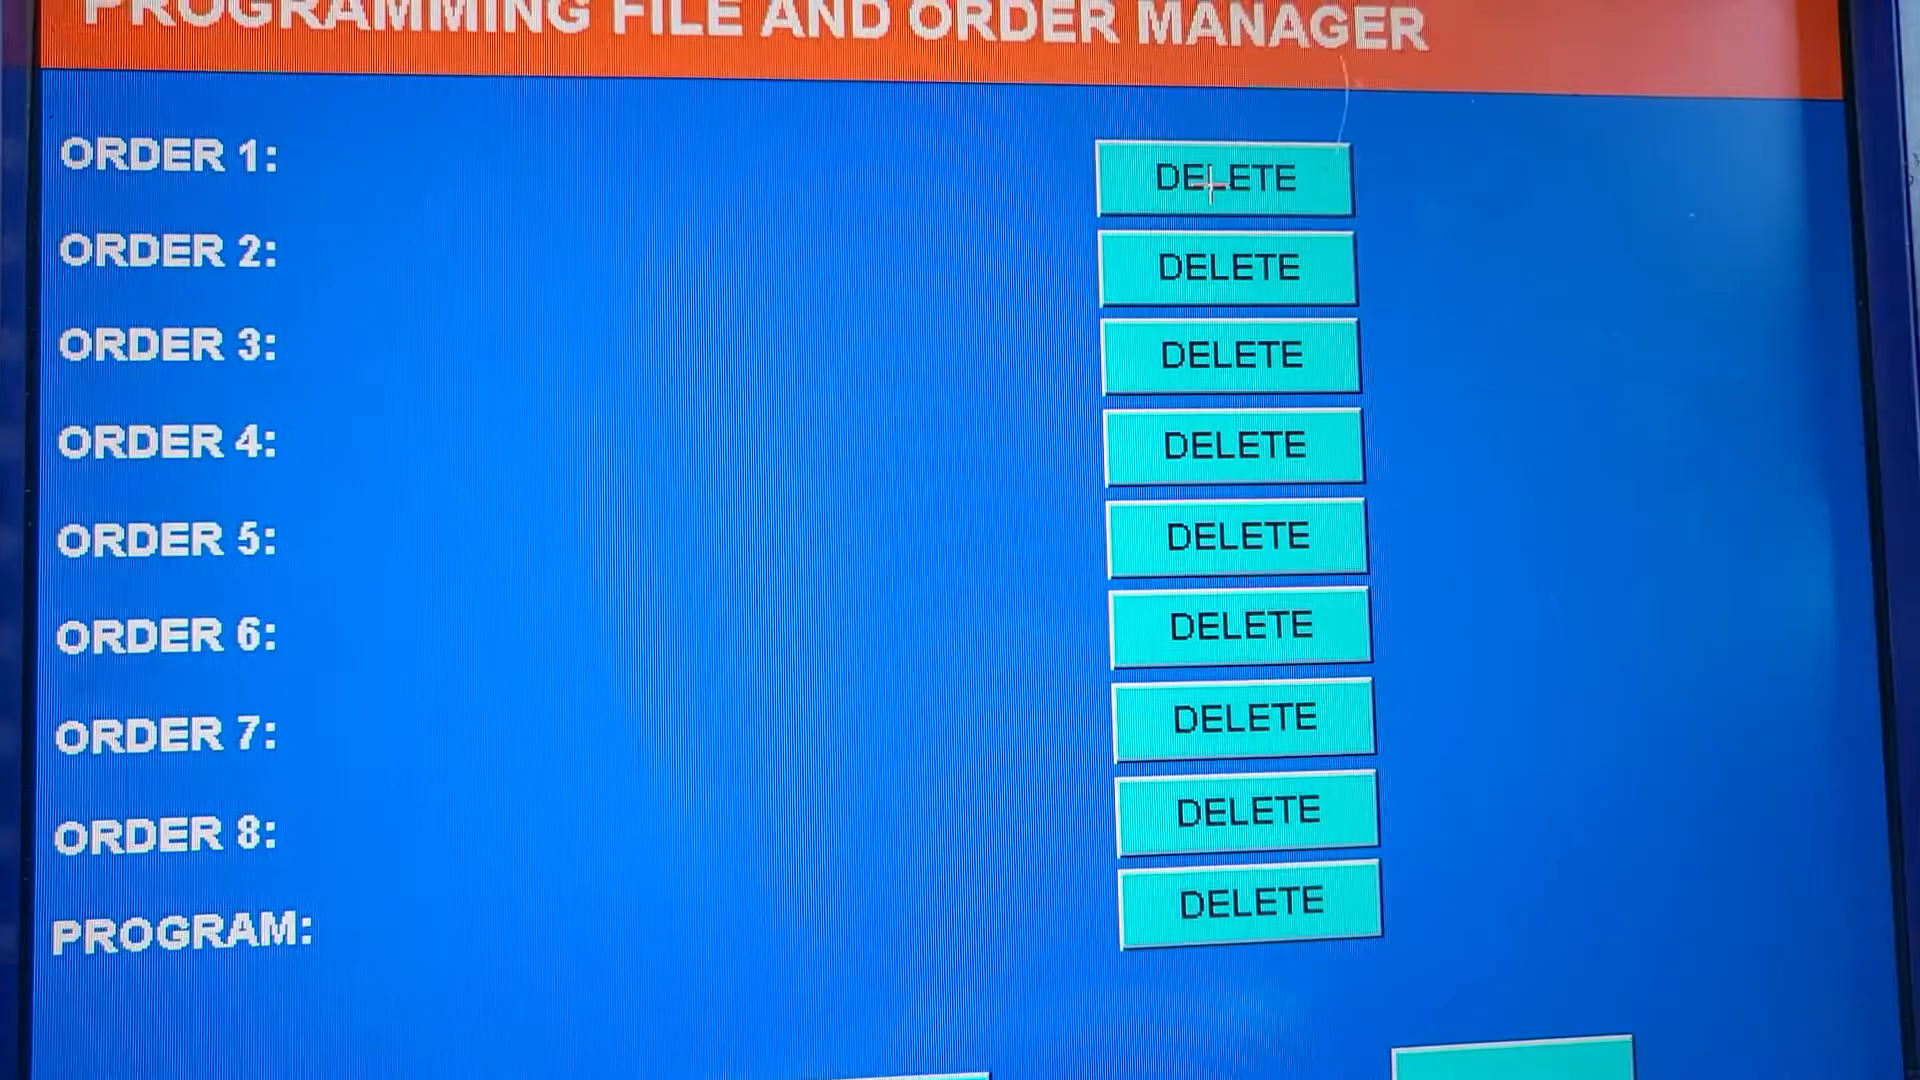 PROGRAMMING FILE AND ORDER MANAGER
ORDER 1: DELETE
ORDER 2: DELETE
ORDER 3: DELETE
ORDER 4: DELETE
ORDER 5: DELETE
ORDER 6: DELETE
ORDER 7: DELETE
ORDER 8: DELETE
PROGRAM: DELETE